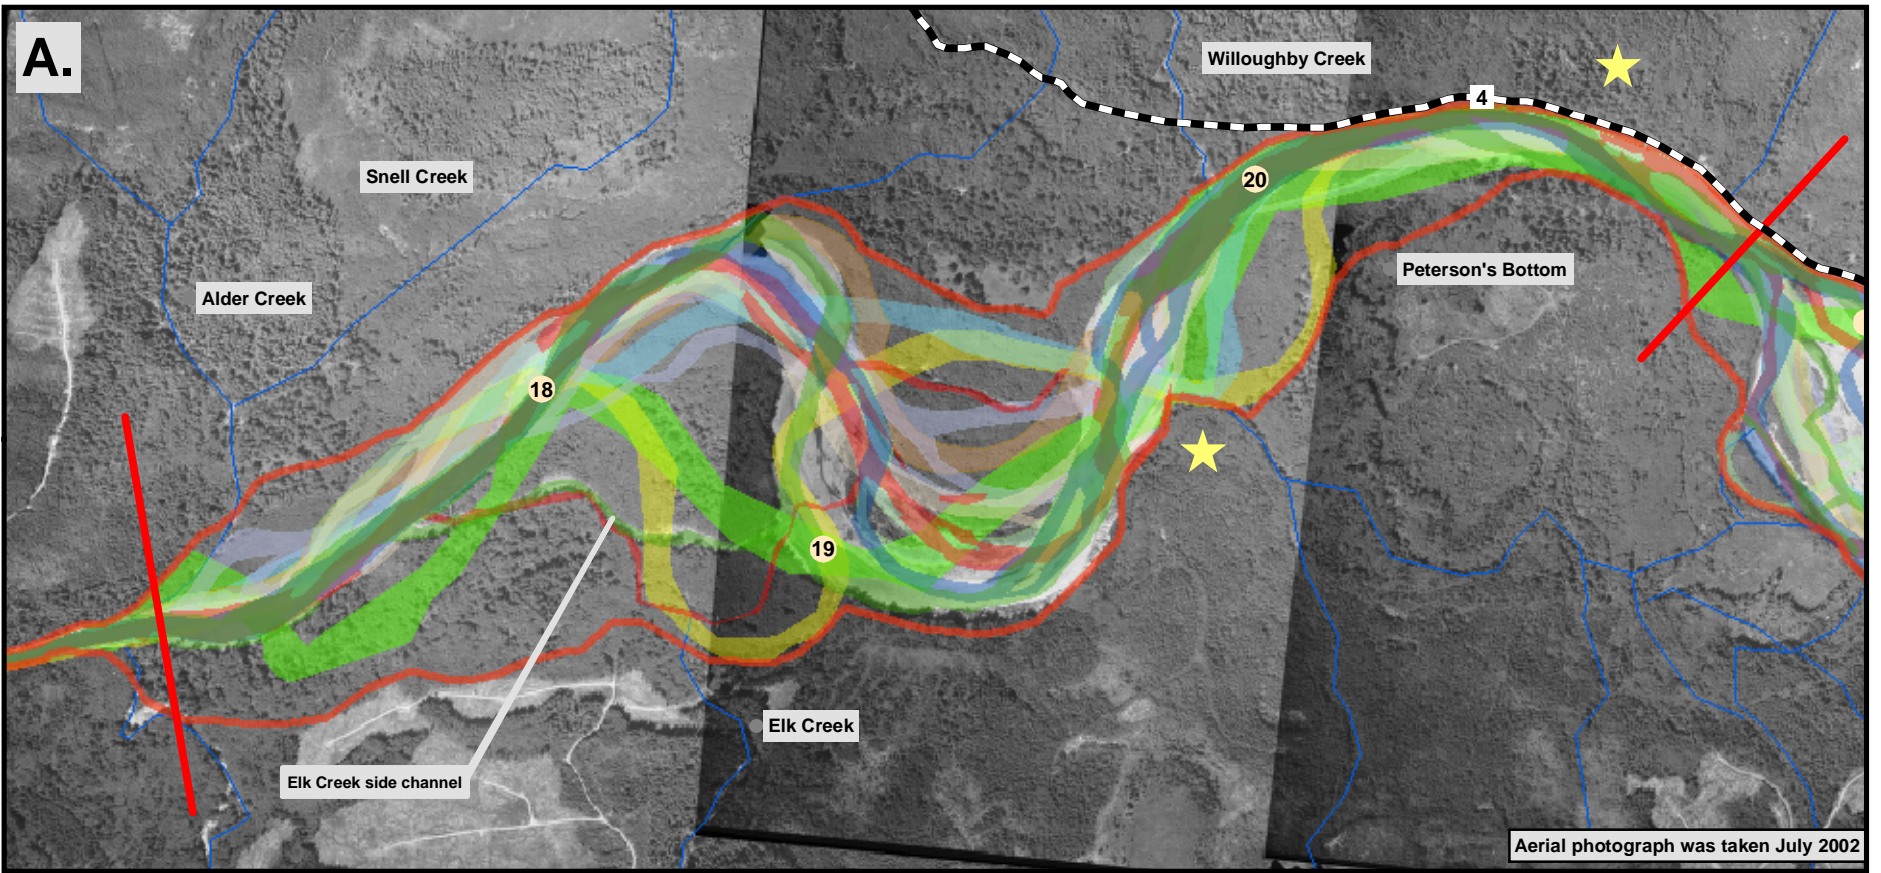 A.
Willoughby Creek
4
Snell Creek
20
Peterson's Bottom
Alder Creek
18
19
Elk Creek
Elk Creek side channel
Aerial photograph was taken July 2002